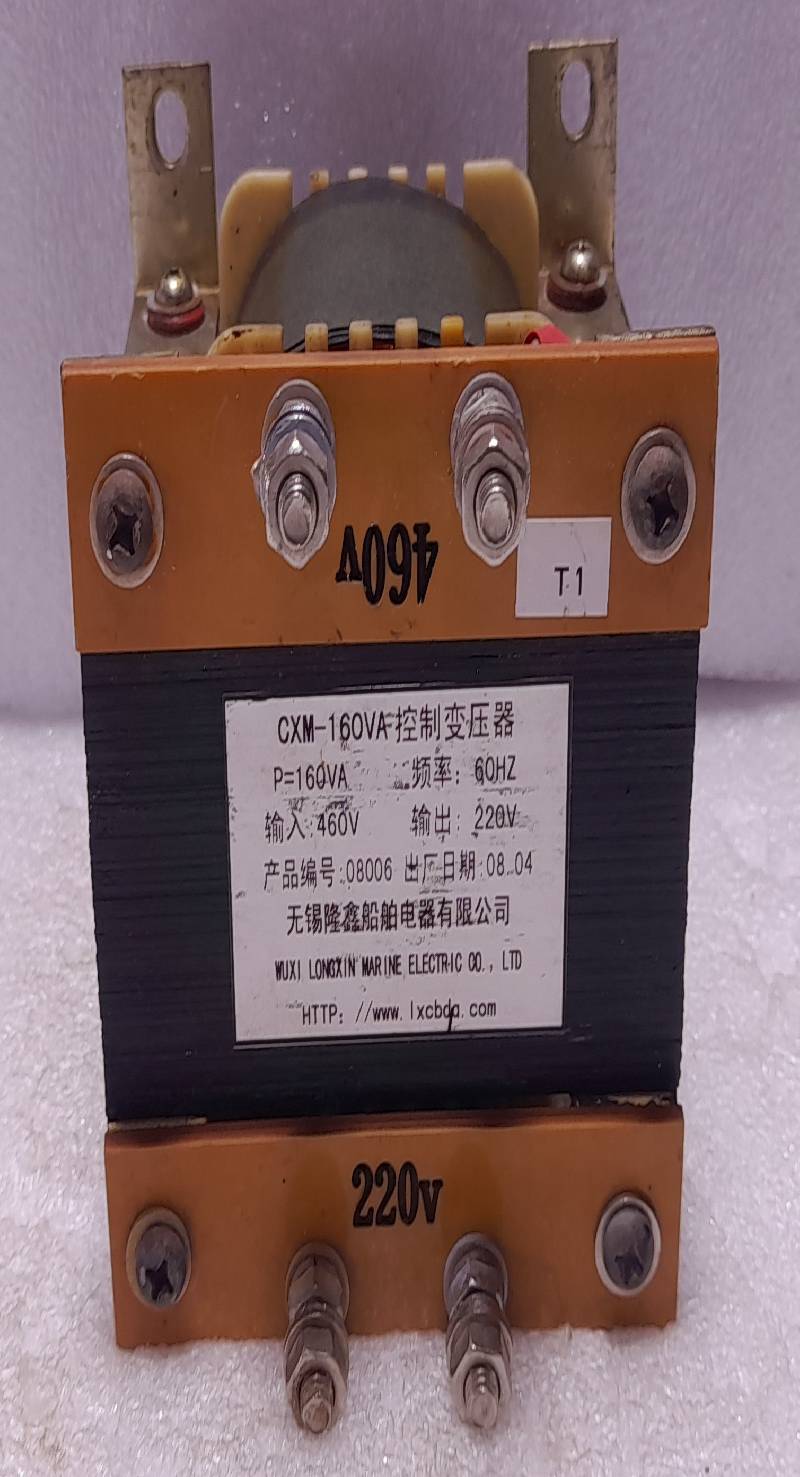 460v
T1
CXM-160VA 控制变压器
P=160VA 频率: 60HZ
输入:460V 输出: 220V
产品编号:08006 出厂日期:08.04
无锡隆鑫船舶电器有限公司
WUXI LONGXIN MARINE ELECTRIC CO., LTD
HTTP: //www.lxcbdq.com
220v